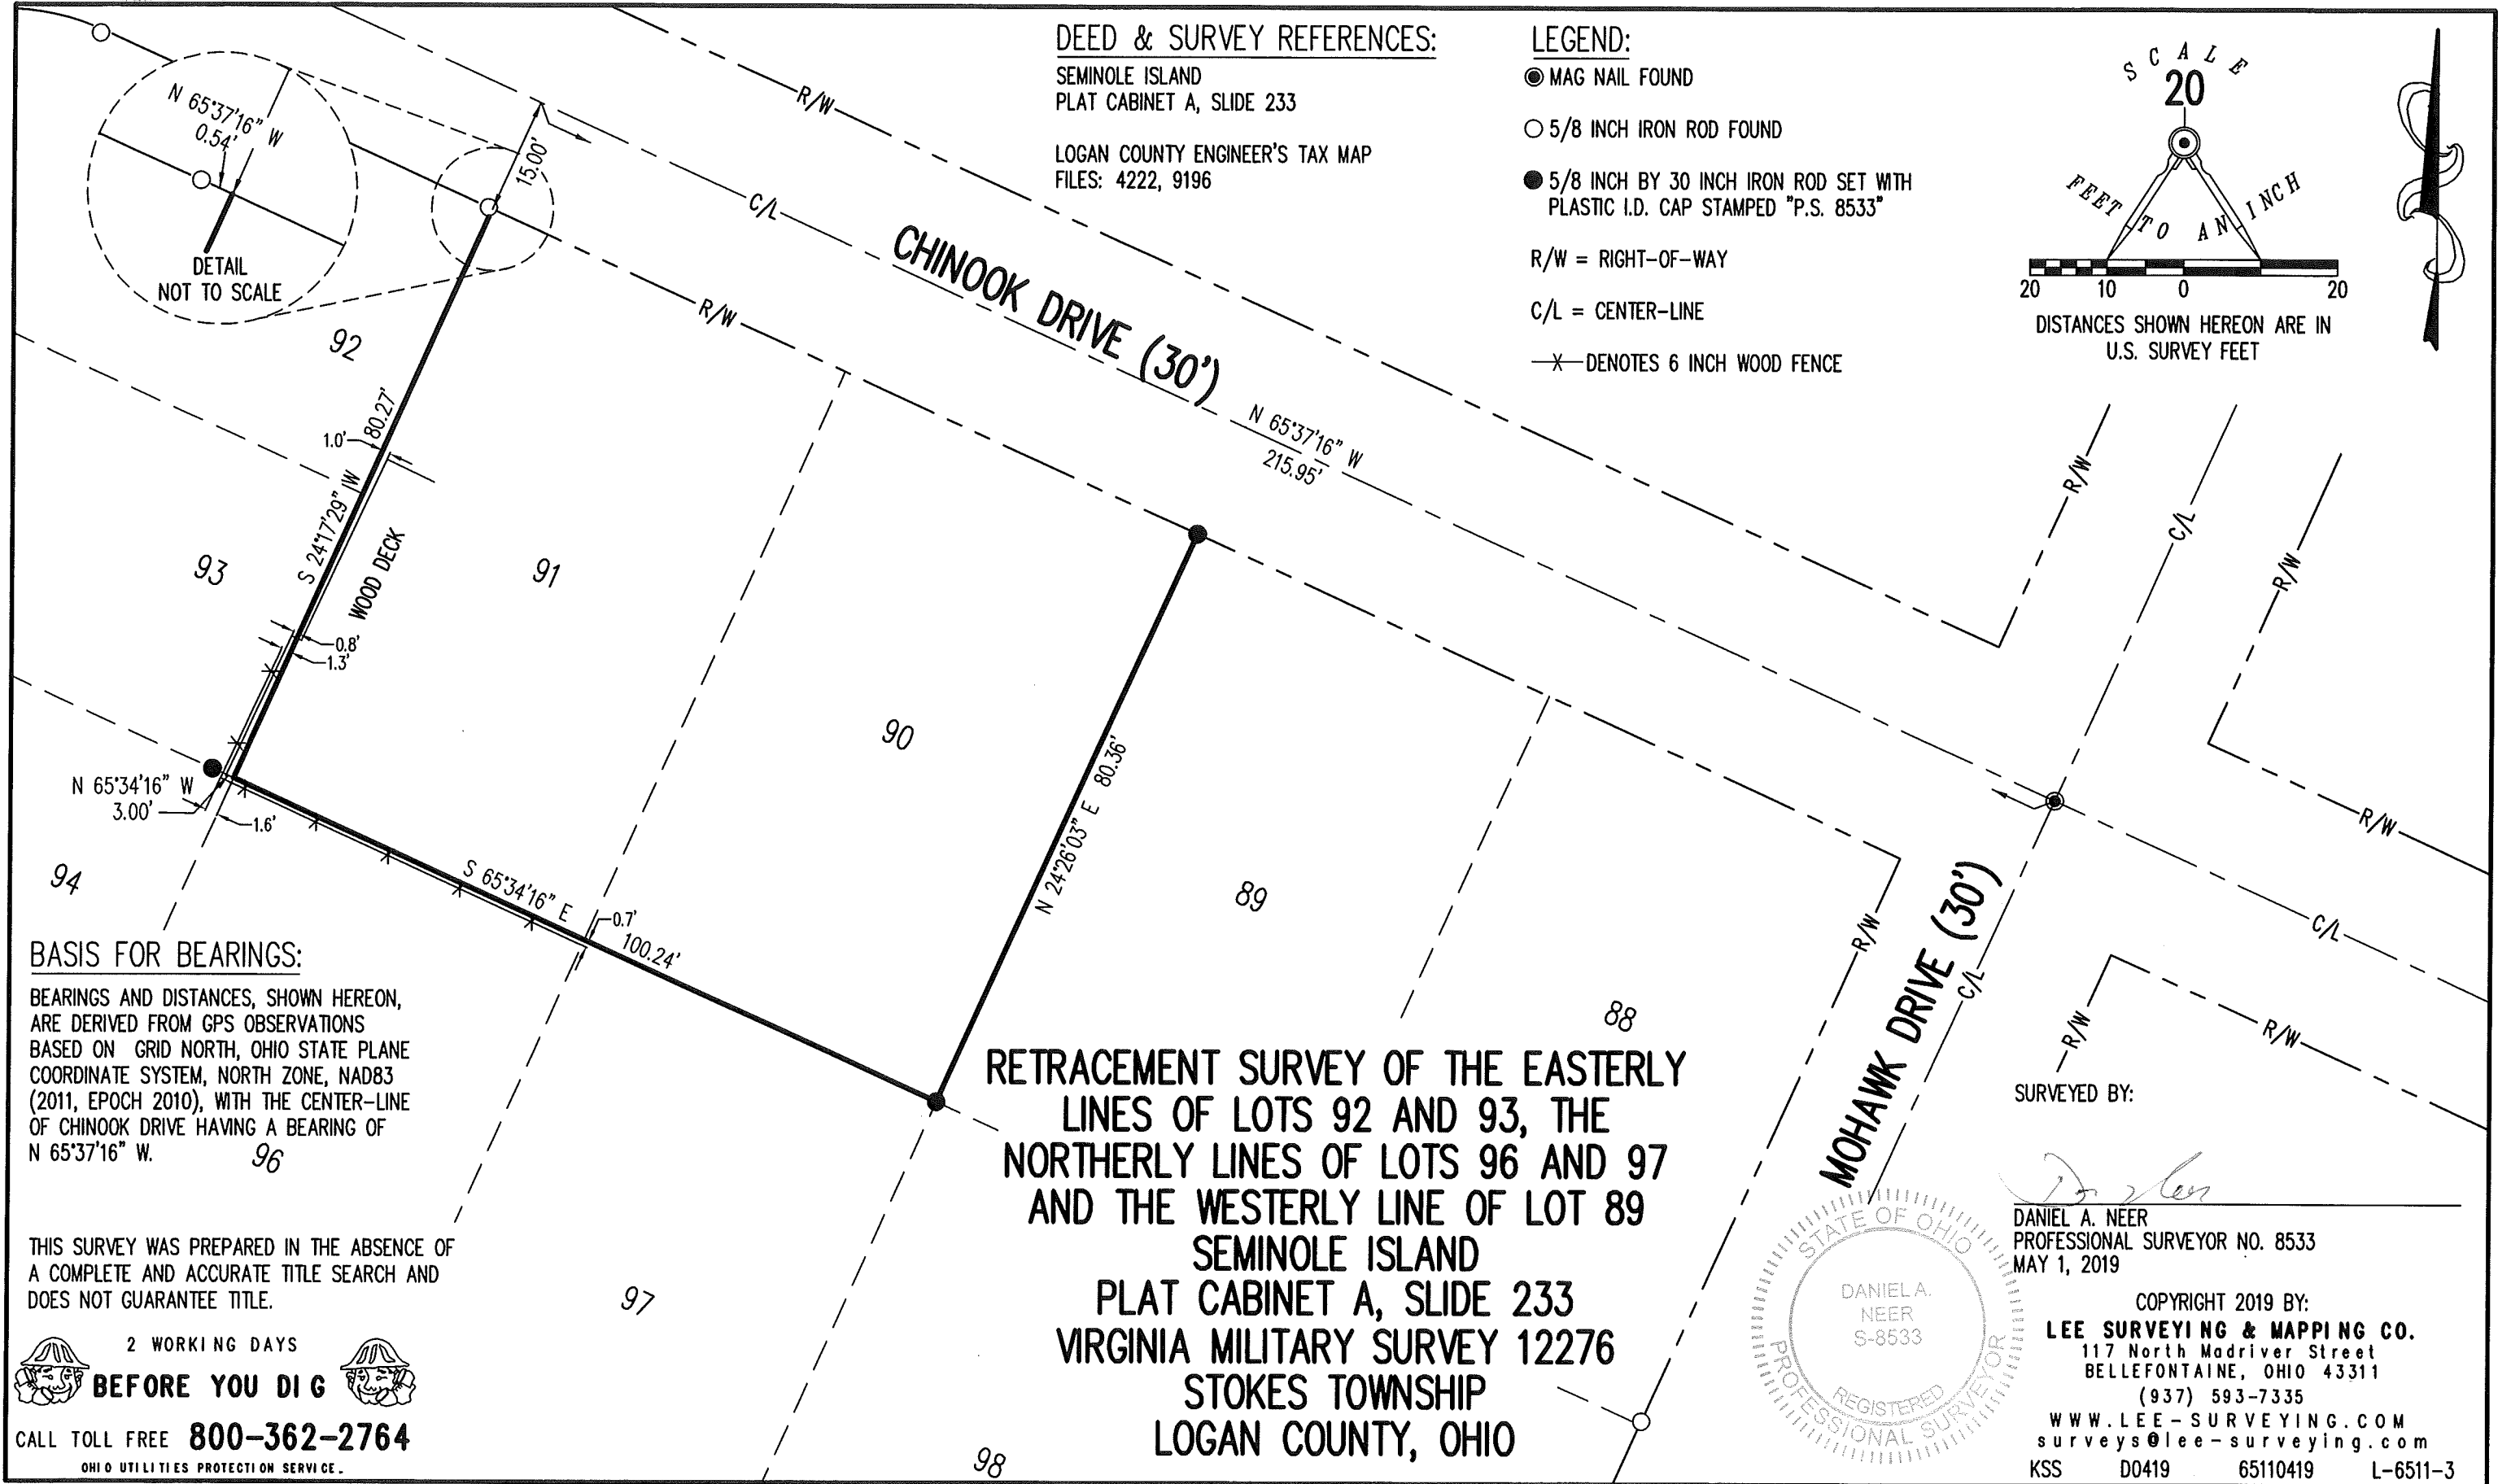 DEED & SURVEY REFERENCES:
SEMINOLE ISLAND
PLAT CABINET A, SLIDE 233
LOGAN COUNTY ENGINEER'S TAX MAP
FILES: 4222, 9196
LEGEND:
MAG NAIL FOUND
5/8 INCH IRON ROD FOUND
5/8 INCH BY 30 INCH IRON ROD SET WITH
PLASTIC I.D. CAP STAMPED "P.S. 8533"
R/W = RIGHT-OF-WAY
C/L = CENTER-LINE
DENOTES 6 INCH WOOD FENCE
SCALE
20
FEET TO AN INCH
20 10 0 20
DISTANCES SHOWN HEREON ARE IN
U.S. SURVEY FEET
N 65°37'16" W
0.54'
DETAIL
NOT TO SCALE
15.00'
R/W
C/L
R/W
CHINOOK DRIVE (30')
N 65°37'16" W
215.95'
R/W
C/L
R/W
92
1.0'
80.27'
S 24°17'29" W
WOOD DECK
93
91
0.8'
1.3'
90
N 24°26'03" E 80.36'
N 65°34'16" W
3.00'
1.6'
94
S 65°34'16" E
0.7'
100.24'
89
88
R/W
MOHAWK DRIVE (30')
C/L
R/W
C/L
R/W
R/W
BASIS FOR BEARINGS:
BEARINGS AND DISTANCES, SHOWN HEREON,
ARE DERIVED FROM GPS OBSERVATIONS
BASED ON GRID NORTH, OHIO STATE PLANE
COORDINATE SYSTEM, NORTH ZONE, NAD83
(2011, EPOCH 2010), WITH THE CENTER-LINE
OF CHINOOK DRIVE HAVING A BEARING OF
N 65°37'16" W.
96
THIS SURVEY WAS PREPARED IN THE ABSENCE OF
A COMPLETE AND ACCURATE TITLE SEARCH AND
DOES NOT GUARANTEE TITLE.
97
98
2 WORKING DAYS
BEFORE YOU DIG
CALL TOLL FREE 800-362-2764
OHIO UTILITIES PROTECTION SERVICE.
RETRACEMENT SURVEY OF THE EASTERLY
LINES OF LOTS 92 AND 93, THE
NORTHERLY LINES OF LOTS 96 AND 97
AND THE WESTERLY LINE OF LOT 89
SEMINOLE ISLAND
PLAT CABINET A, SLIDE 233
VIRGINIA MILITARY SURVEY 12276
STOKES TOWNSHIP
LOGAN COUNTY, OHIO
STATE OF OHIO
DANIEL A.
NEER
S-8533
REGISTERED
PROFESSIONAL SURVEYOR
SURVEYED BY:
DANIEL A. NEER
PROFESSIONAL SURVEYOR NO. 8533
MAY 1, 2019
COPYRIGHT 2019 BY:
LEE SURVEYING & MAPPING CO.
117 North Madriver Street
BELLEFONTAINE, OHIO 43311
(937) 593-7335
WWW.LEE-SURVEYING.COM
surveys@lee-surveying.com
KSS D0419 65110419 L-6511-3